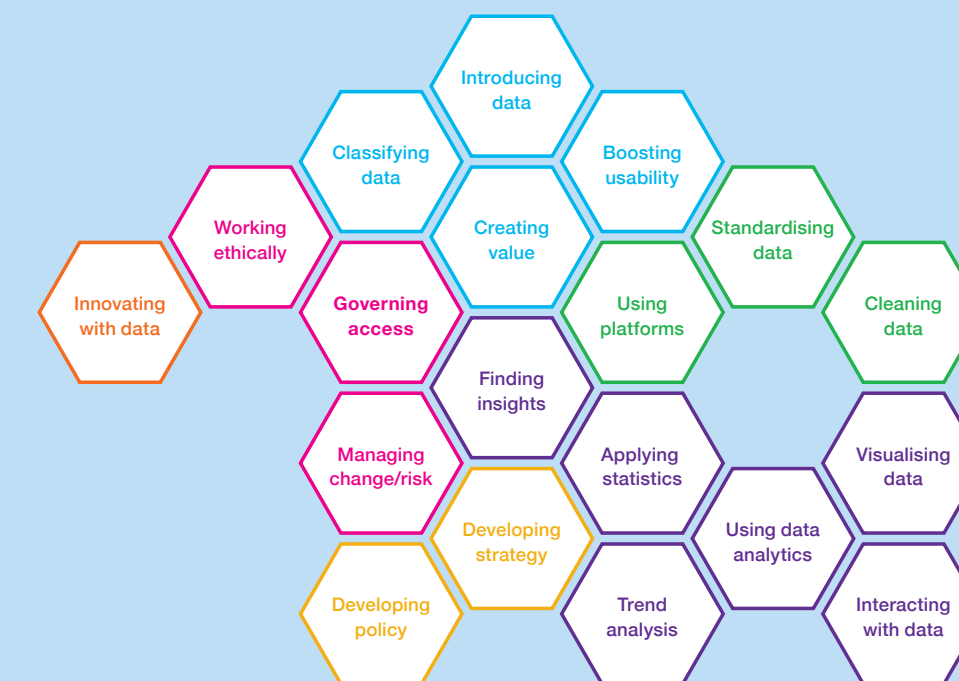 Introducing
data
Classifying
data
Boosting
usability
Working
ethically
Creating
value
Standardising
data
Innovating
with data
Governing
access
Using
platforms
Cleaning
data
Finding
insights
Managing
change/risk
Applying
statistics
Visualising
data
Developing
strategy
Using data
analytics
Developing
policy
Trend
analysis
Interacting
with data